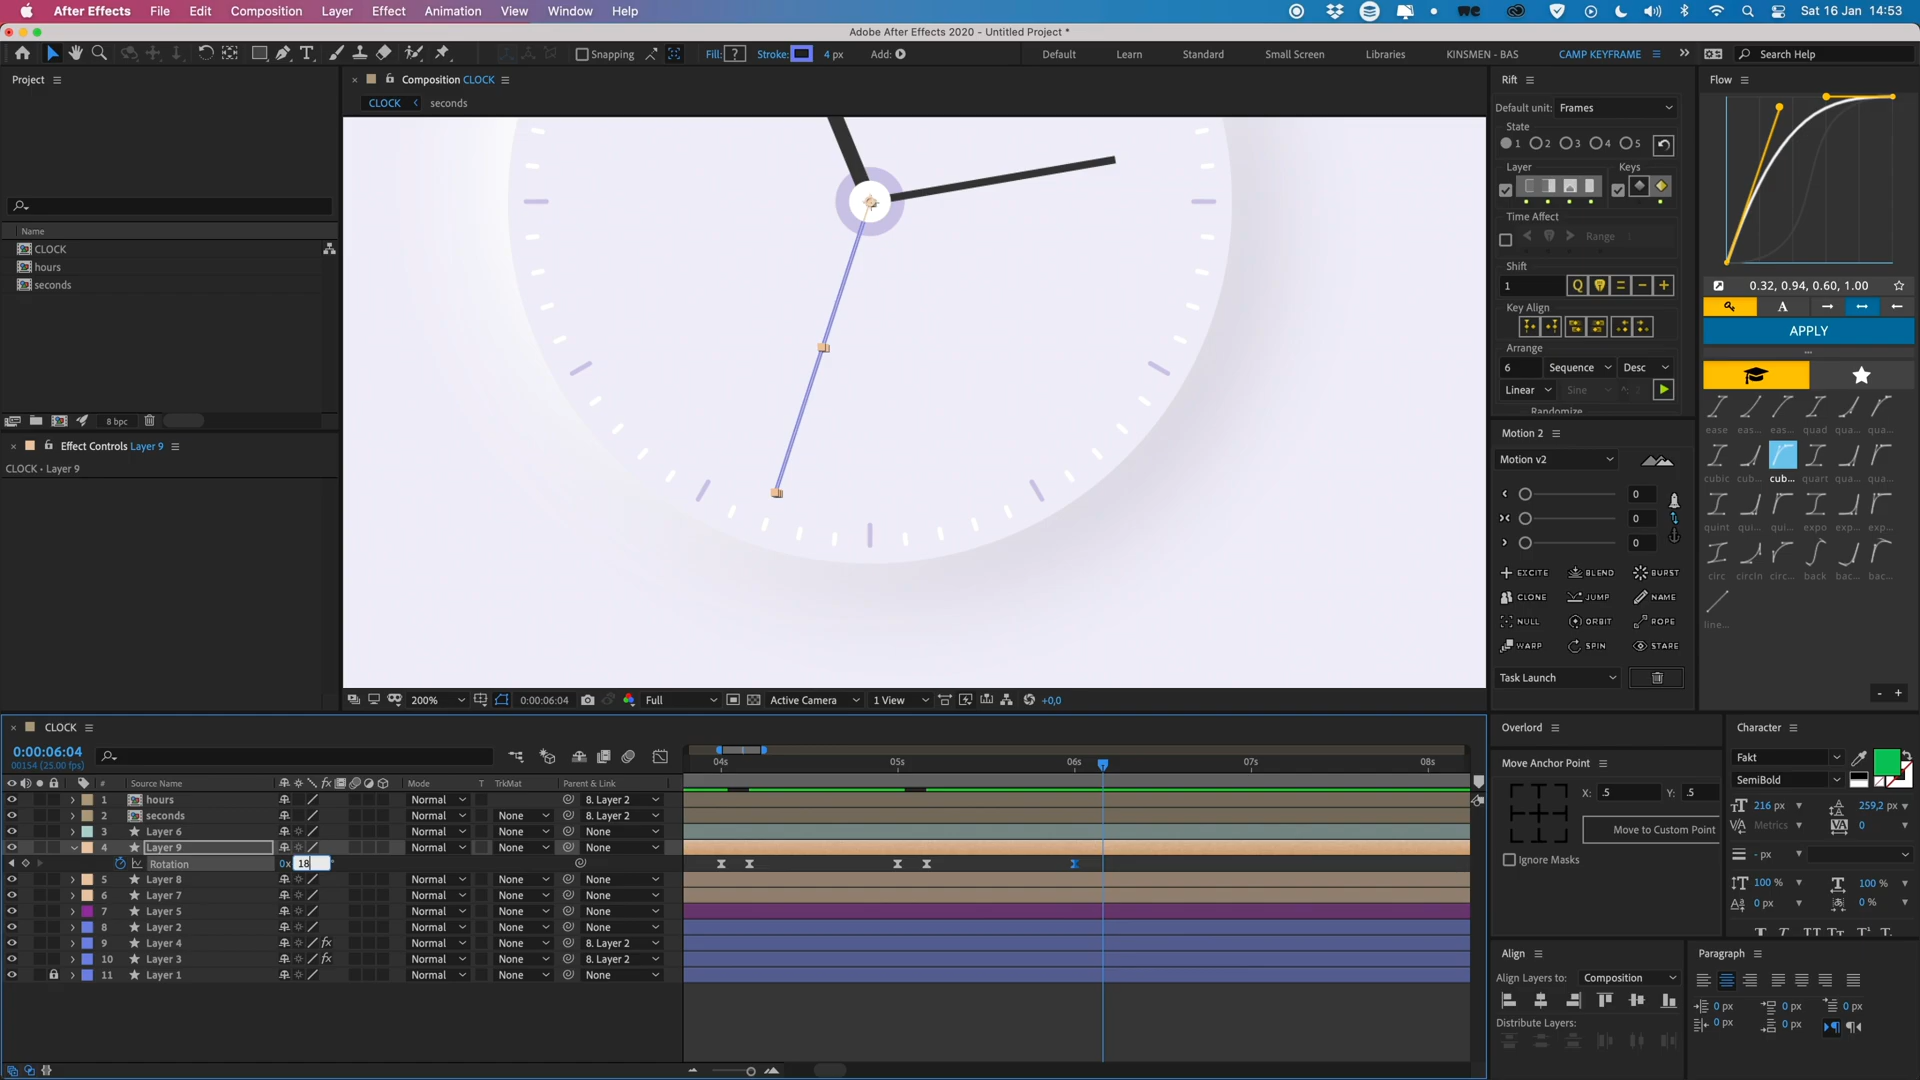 After Effects File Edit Composition Layer Effect Animation View Window Help
Sat 16 Jan 14:53
Adobe After Effects 2020 - Untitled Project *
Snapping Fill: ? Stroke: 4 px Add:
Default Learn Standard Small Screen Libraries KINSMEN - BAS CAMP KEYFRAME Search Help
Project
Composition CLOCK
CLOCK seconds
Name
CLOCK
hours
seconds
8 bpc
Effect Controls Layer 9
CLOCK • Layer 9
200% 0:00:06:04 Full Active Camera 1 View +0,0
Rift
Default unit: Frames
State
1 2 3 4 5
Layer Keys
Time Affect
Range 1
Shift
1 Q
Key Align
Arrange
6 Sequence Desc
Linear Sine
Randomize
Motion 2
Motion v2
0
0
0
EXCITE BLEND BURST
CLONE JUMP NAME
NULL ORBIT ROPE
WARP SPIN STARE
Task Launch
Flow
0.32, 0.94, 0.60, 1.00
A
APPLY
ease eas... eas... quad qua... qua...
cubic cub... cub... quart qua... qua...
quint qui... qui... expo exp... exp...
circ circIn circ... back bac... bac...
line...
CLOCK
0:00:06:04
00154 (25.00 fps)
04s 05s 06s 07s 08s
# Source Name Mode T TrkMat Parent & Link
1 hours Normal 8. Layer 2
2 seconds Normal None 8. Layer 2
3 Layer 6 Normal None None
4 Layer 9 Normal None None
Rotation 0x 18 °
5 Layer 8 Normal None None
6 Layer 7 Normal None None
7 Layer 5 Normal None None
8 Layer 2 Normal None None
9 Layer 4 fx Normal None 8. Layer 2
10 Layer 3 fx Normal None 8. Layer 2
11 Layer 1 Normal None None
Overlord
Move Anchor Point
X: .5 Y: .5
Move to Custom Point
Ignore Masks
Character
Fakt
SemiBold
216 px 259,2 px
Metrics 0
- px
100 % 100 %
0 px 0 %
Align
Align Layers to: Composition
Distribute Layers:
Paragraph
0 px 0 px 0 px
0 px 0 px